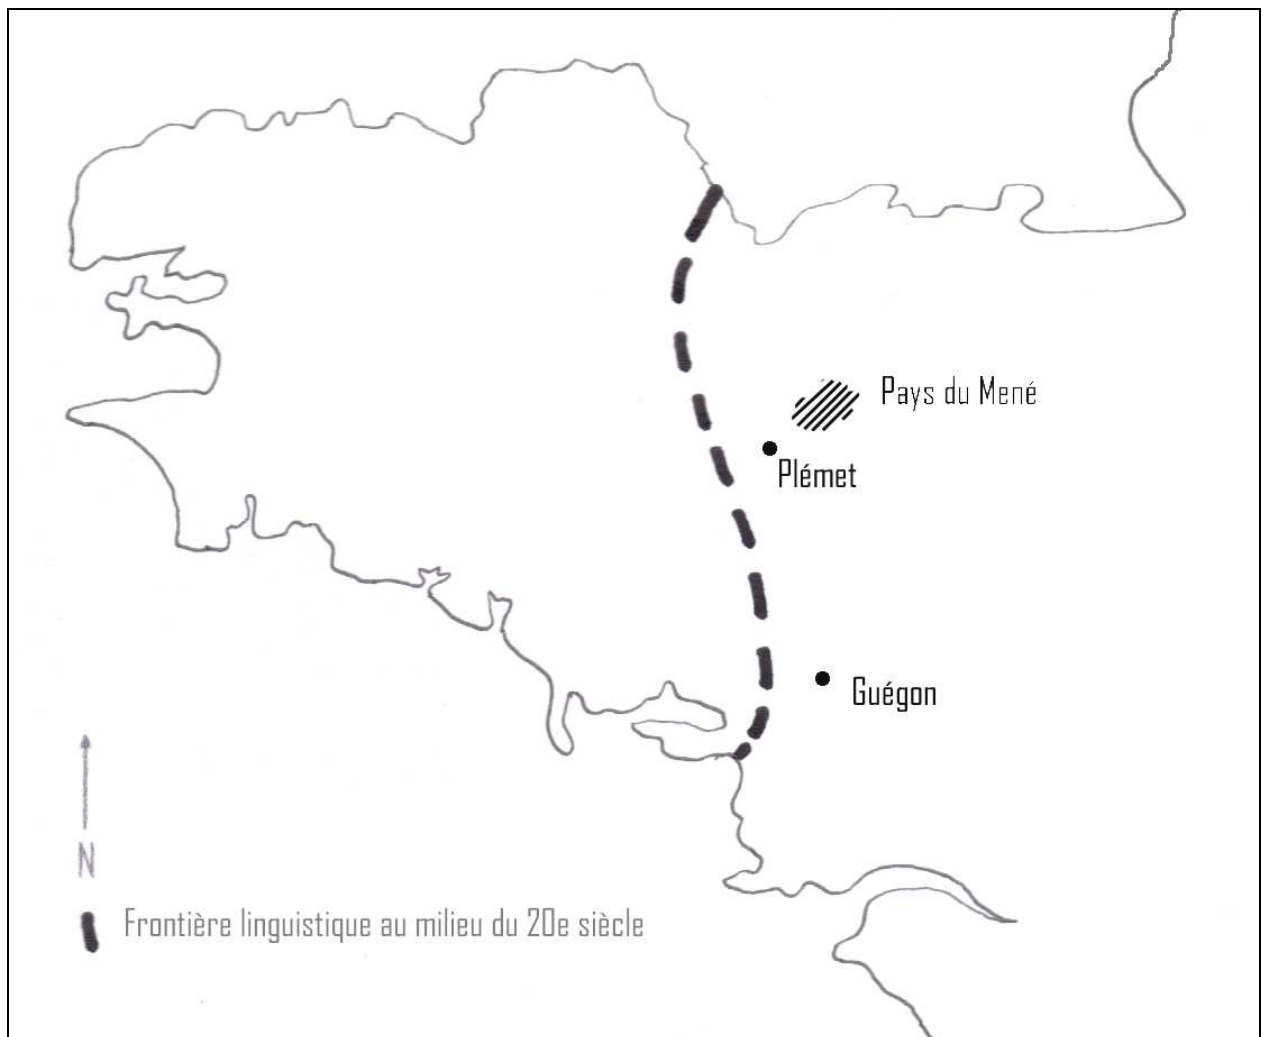 Pays du Mené
Plémet
Guégon
N
Frontière linguistique au milieu du 20e siècle